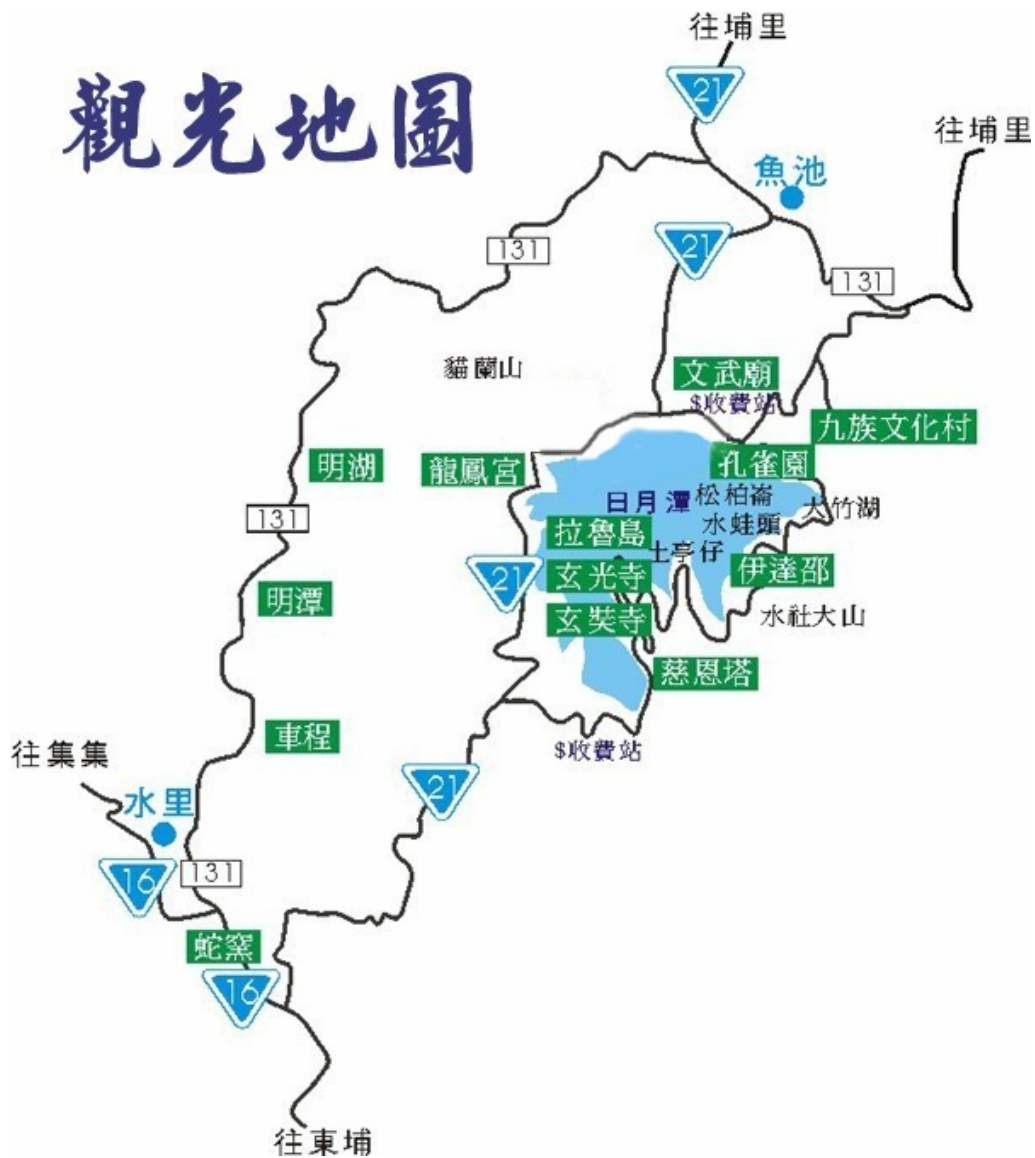 往埔里
觀光地圖
21
往埔里
魚池
21
131
131
貓蘭山
文武廟
$收費站
九族文化村
明湖
龍鳳宮
孔雀園
日月潭
松柏崙
大竹湖
131
拉魯島
水蛙頭
土亭仔
21
玄光寺
伊達邵
明潭
玄奘寺
水社大山
慈恩塔
車程
往集集
$收費站
21
水里
16
131
蛇窯
16
往東埔